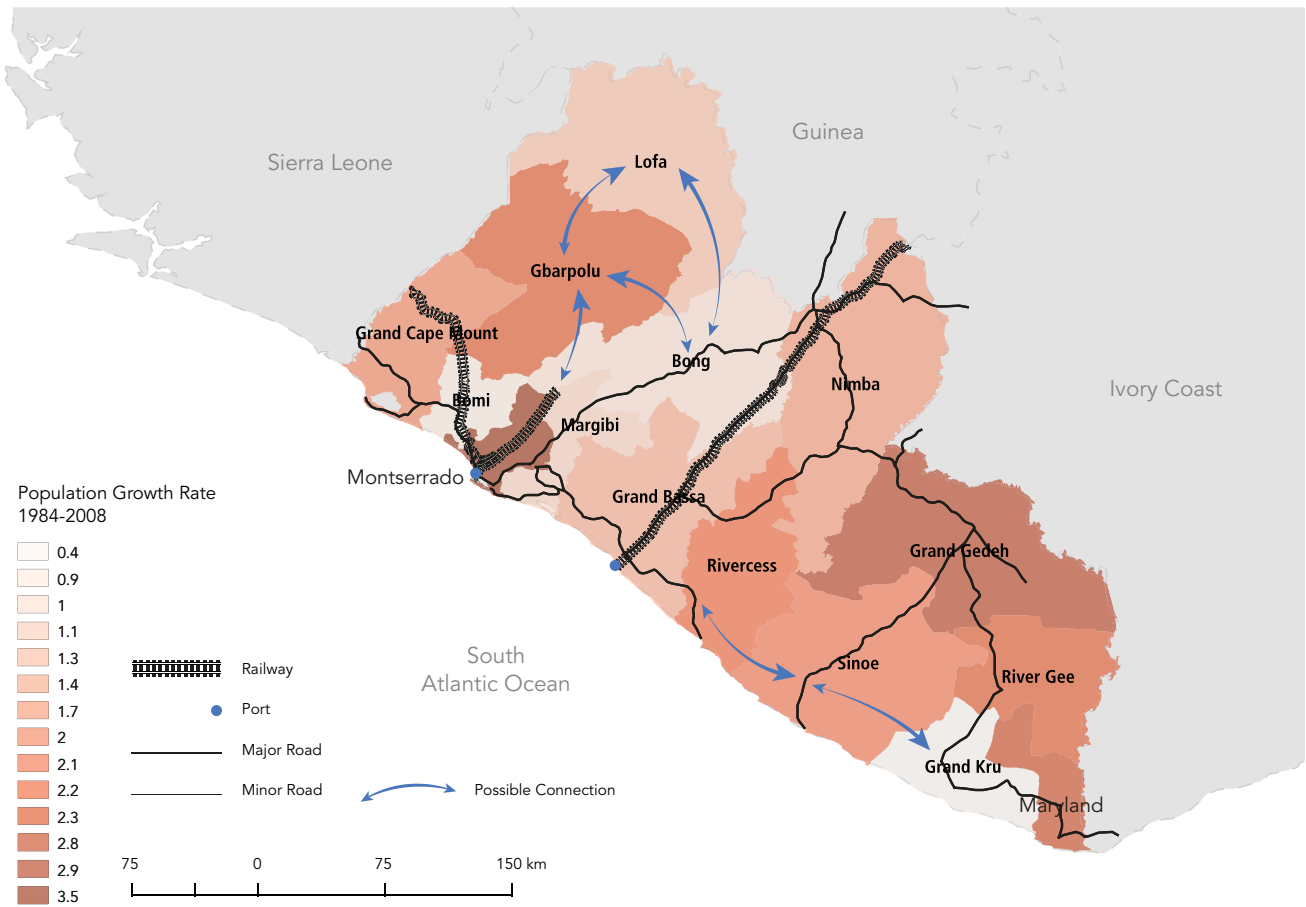 Guinea
Sierra Leone
Lofa
Gbarpolu
Grand Cape Mount
Bong
Nimba
Ivory Coast
Bomi
Margibi
Montserrado
Grand Bassa
Grand Gedeh
Rivercess
Sinoe
River Gee
South
Atlantic Ocean
Grand Kru
Maryland
Population Growth Rate
1984-2008
0.4
0.9
1
1.1
1.3
1.4
1.7
2
2.1
2.2
2.3
2.8
2.9
3.5
Railway
Port
Major Road
Minor Road
Possible Connection
75 0 75 150 km